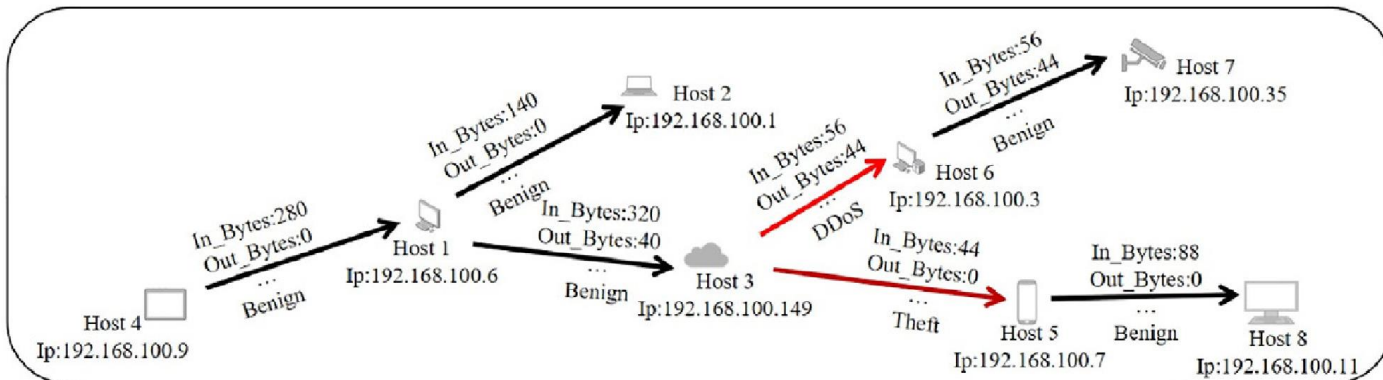 Host 4
Ip:192.168.100.9
In_Bytes:280
Out_Bytes:0
...
Benign
Host 1
Ip:192.168.100.6
In_Bytes:140
Out_Bytes:0
...
Benign
Host 2
Ip:192.168.100.1
In_Bytes:320
Out_Bytes:40
...
Benign
Host 3
Ip:192.168.100.149
In_Bytes:56
Out_Bytes:44
...
DDoS
Host 6
Ip:192.168.100.3
In_Bytes:56
Out_Bytes:44
...
Benign
Host 7
Ip:192.168.100.35
In_Bytes:44
Out_Bytes:0
...
Theft
Host 5
Ip:192.168.100.7
In_Bytes:88
Out_Bytes:0
...
Benign
Host 8
Ip:192.168.100.11